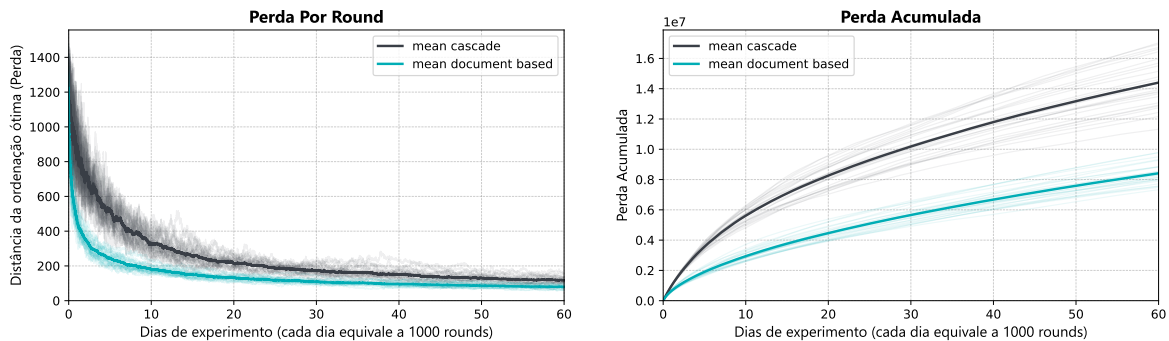 Perda Por Round
Distância da ordenação ótima (Perda)
1400
1200
1000
800
600
400
200
0
mean cascade
mean document based
0 10 20 30 40 50 60
Dias de experimento (cada dia equivale a 1000 rounds)
Perda Acumulada
1e7
Perda Acumulada
1.6
1.4
1.2
1.0
0.8
0.6
0.4
0.2
0.0
mean cascade
mean document based
0 10 20 30 40 50 60
Dias de experimento (cada dia equivale a 1000 rounds)